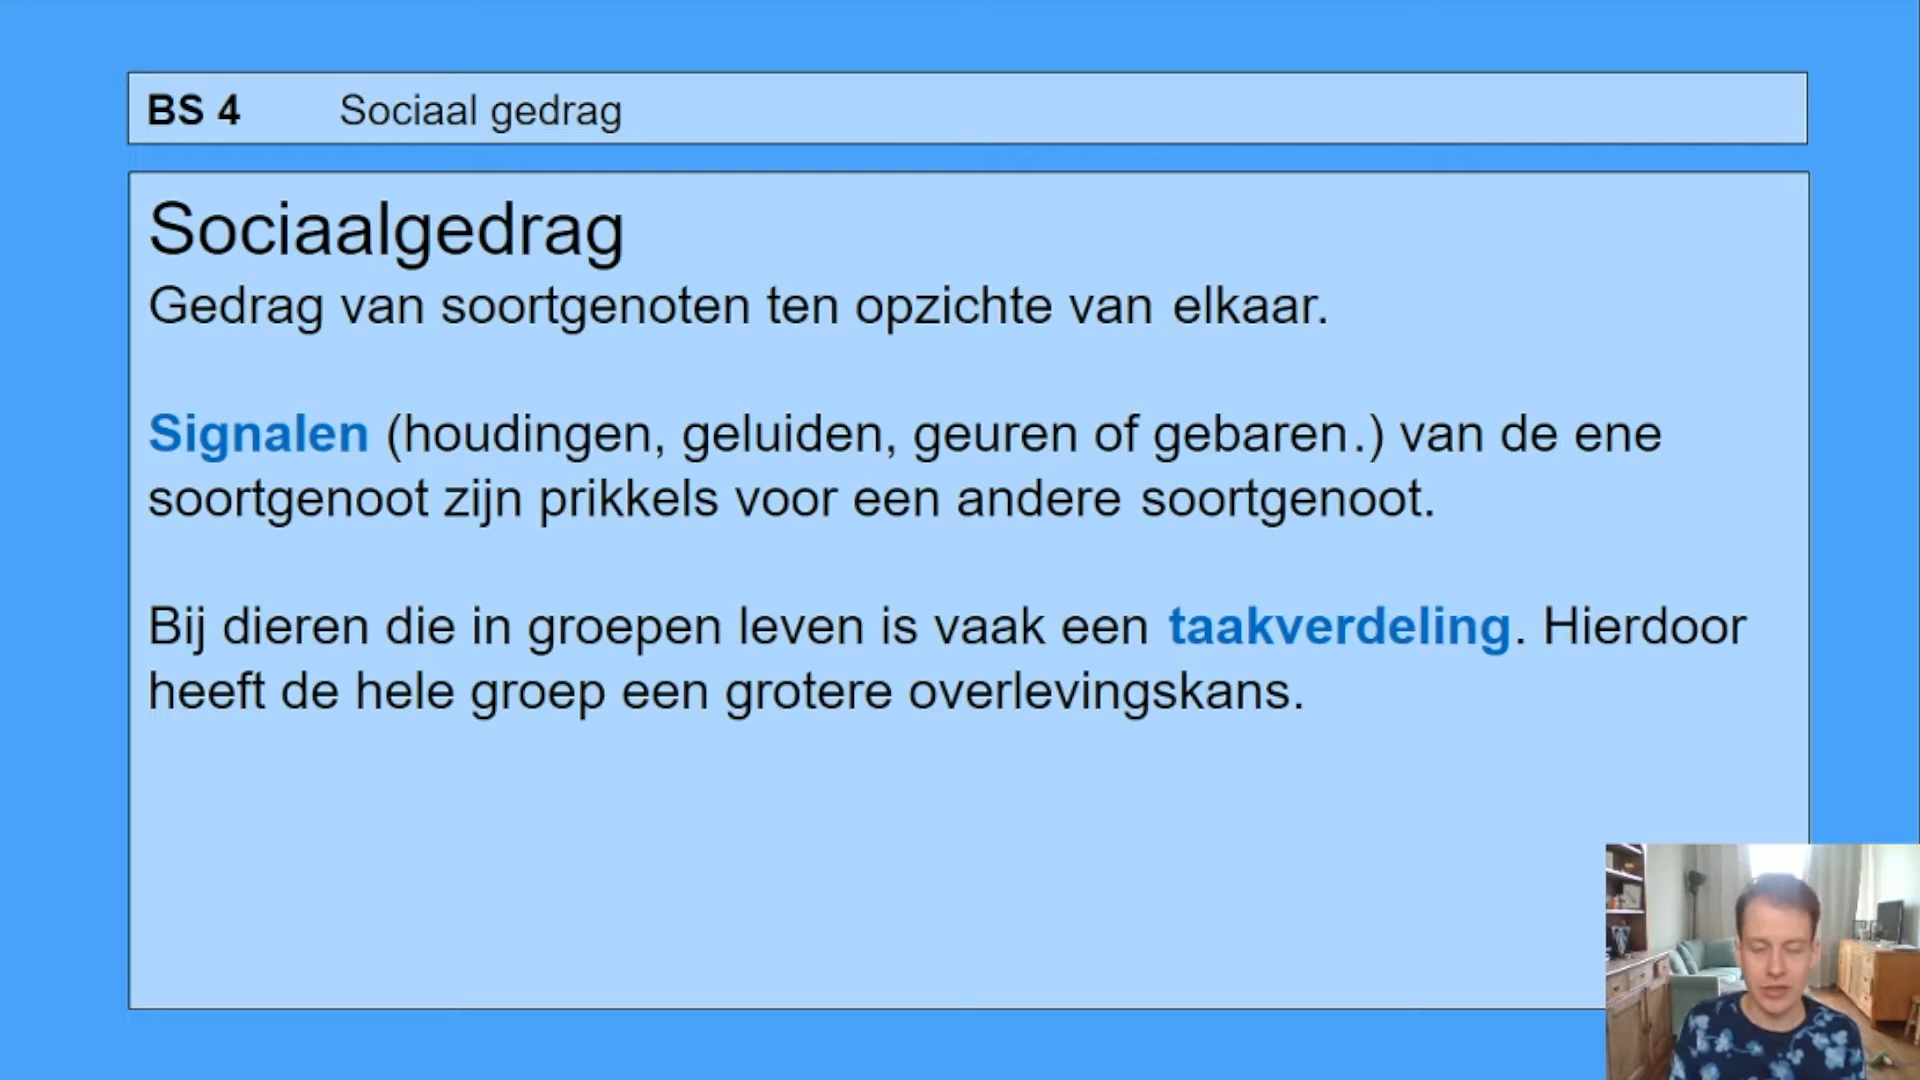 BS 4 Sociaal gedrag
Sociaalgedrag
Gedrag van soortgenoten ten opzichte van elkaar.
Signalen (houdingen, geluiden, geuren of gebaren.) van de ene
soortgenoot zijn prikkels voor een andere soortgenoot.
Bij dieren die in groepen leven is vaak een taakverdeling. Hierdoor
heeft de hele groep een grotere overlevingskans.